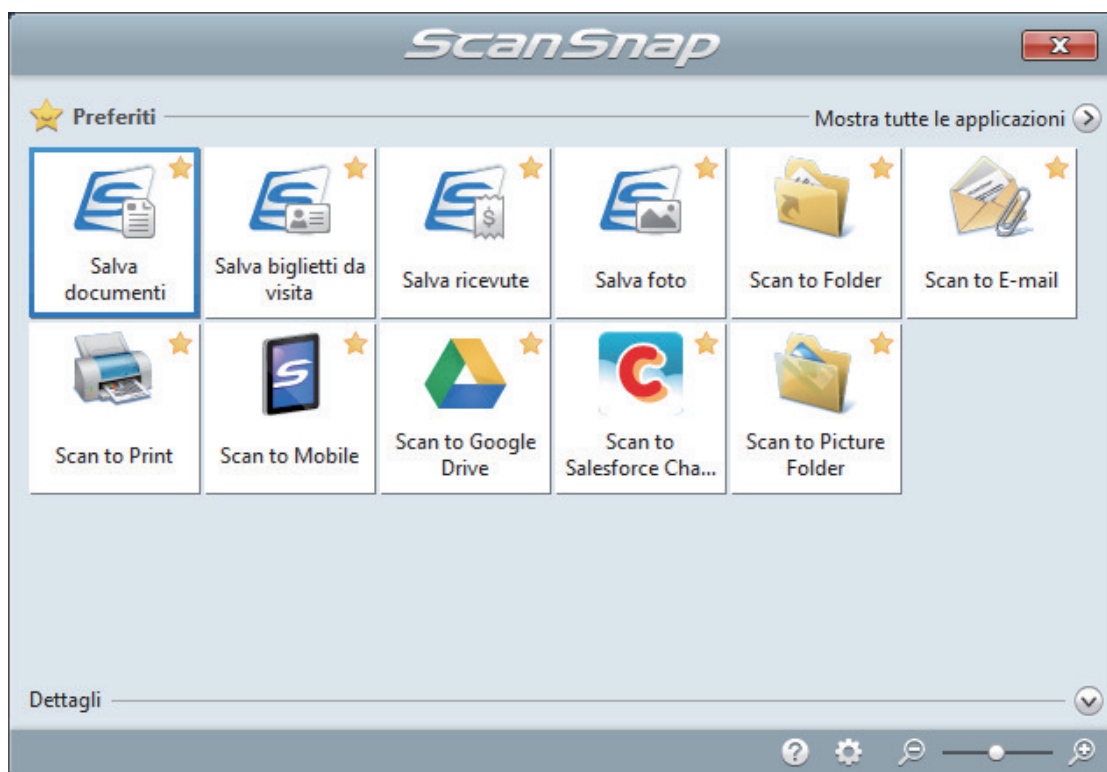 ScanSnap
Preferiti
Mostra tutte le applicazioni
Salva
documenti
Salva biglietti da
visita
Salva ricevute
Salva foto
Scan to Folder
Scan to E-mail
Scan to Print
Scan to Mobile
Scan to Google
Drive
Scan to
Salesforce Cha...
Scan to Picture
Folder
Dettagli